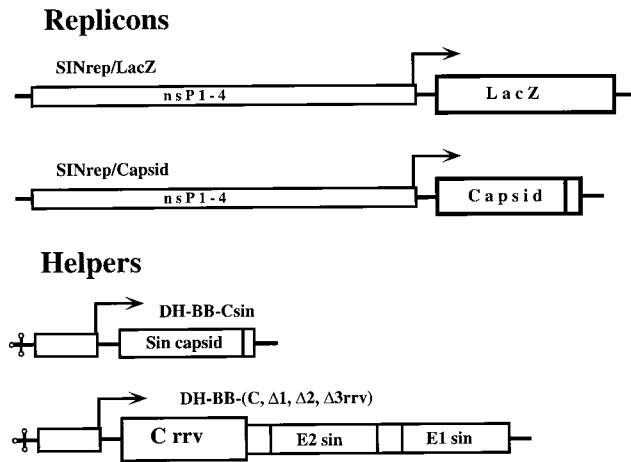 Replicons
SINrep/LacZ
nsP1-4
LacZ
SINrep/Capsid
nsP1-4
Capsid
Helpers
DH-BB-Csin
Sin capsid
DH-BB-(C, Δ1, Δ2, Δ3rrv)
C rrv
E2 sin
E1 sin